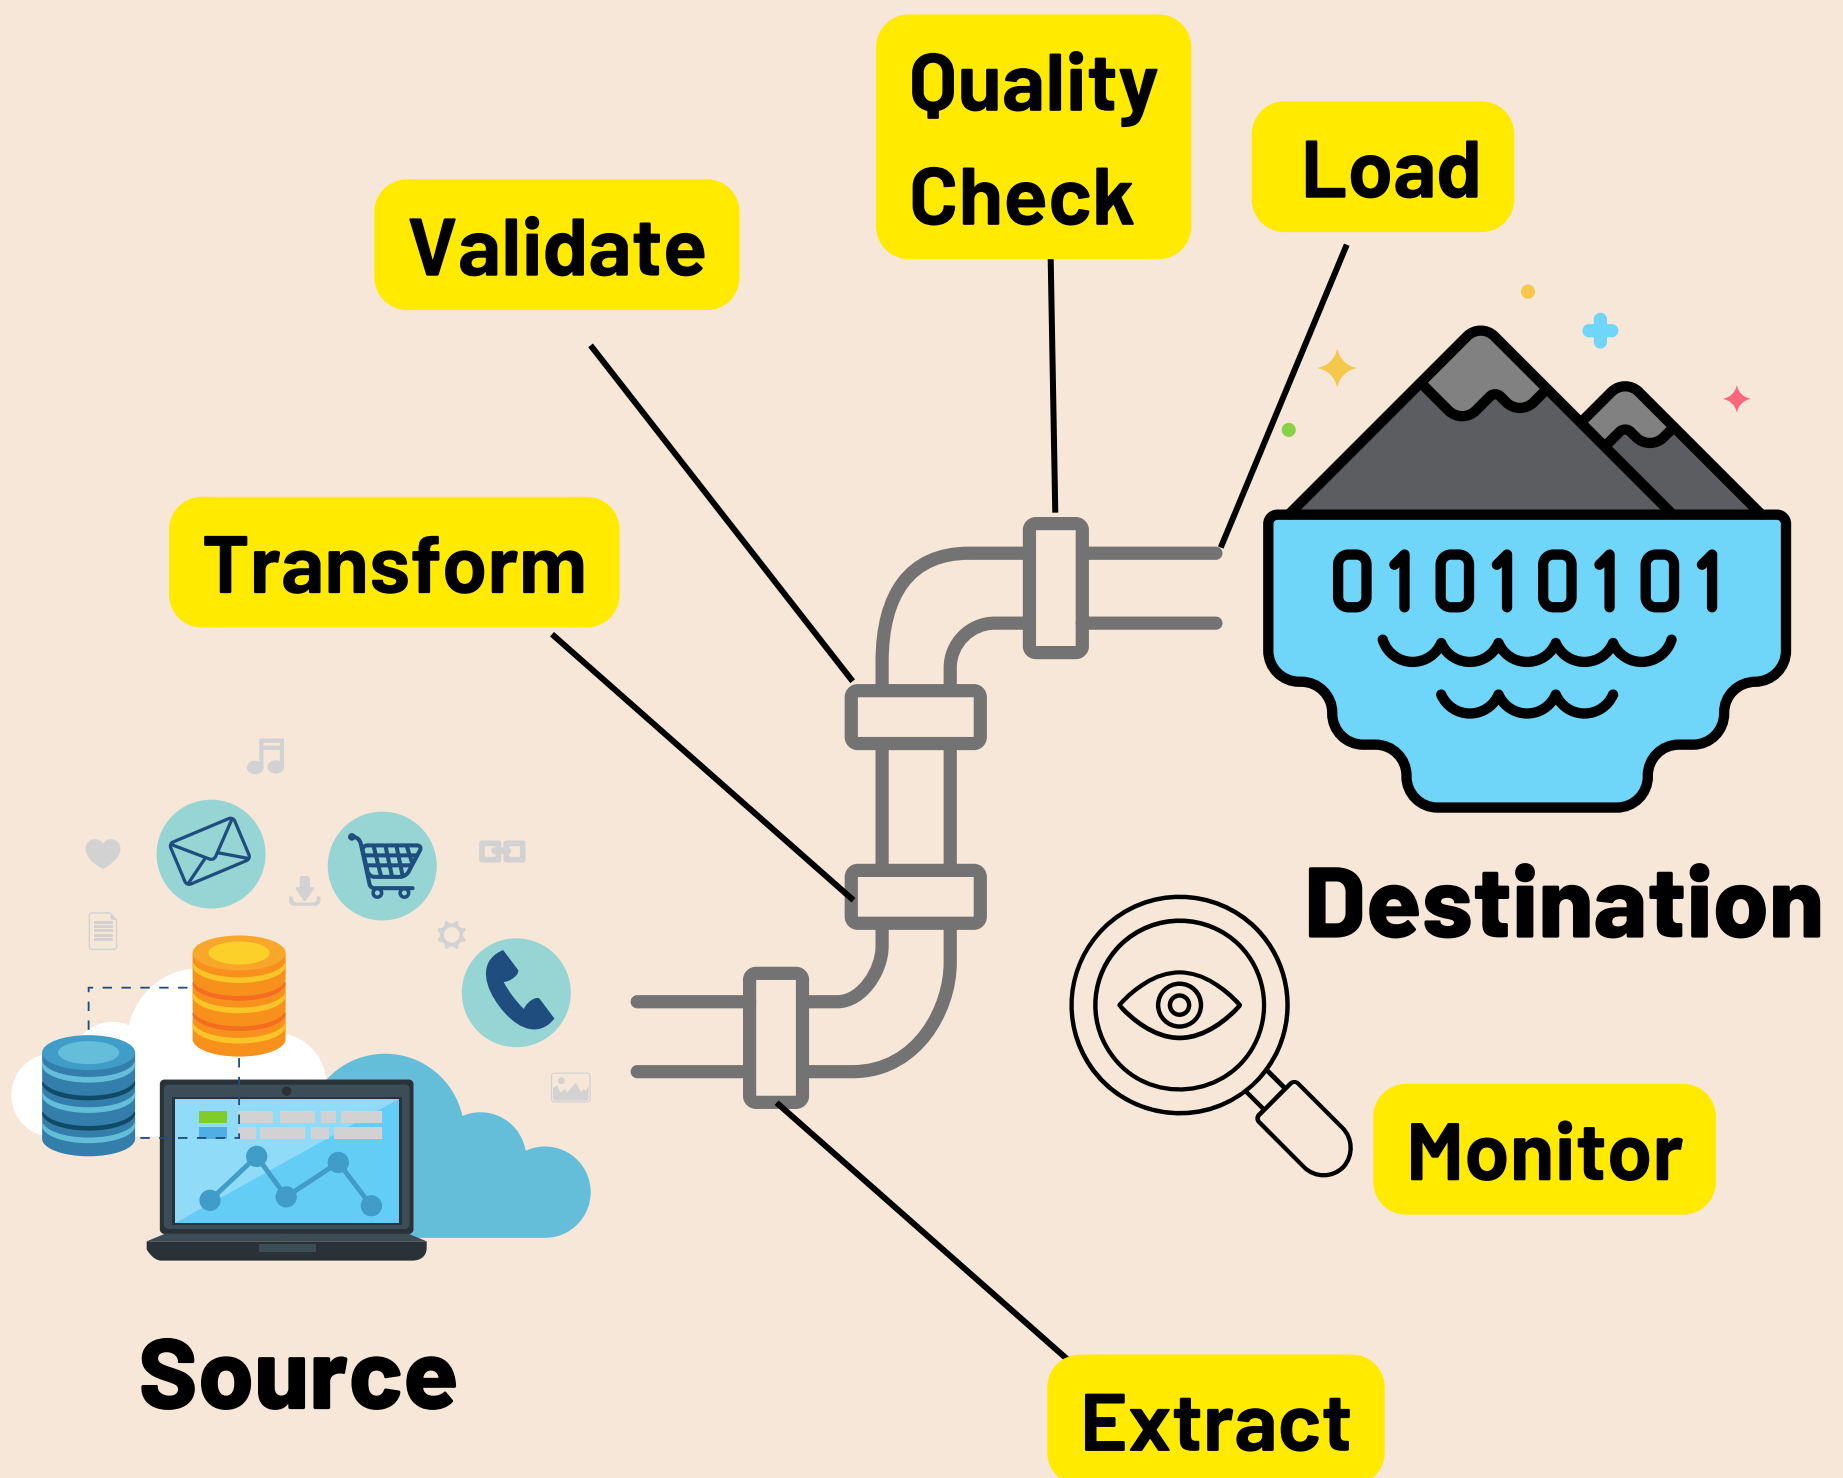 Quality
Check
Load
Validate
Transform
01010101
Destination
Monitor
Source
Extract